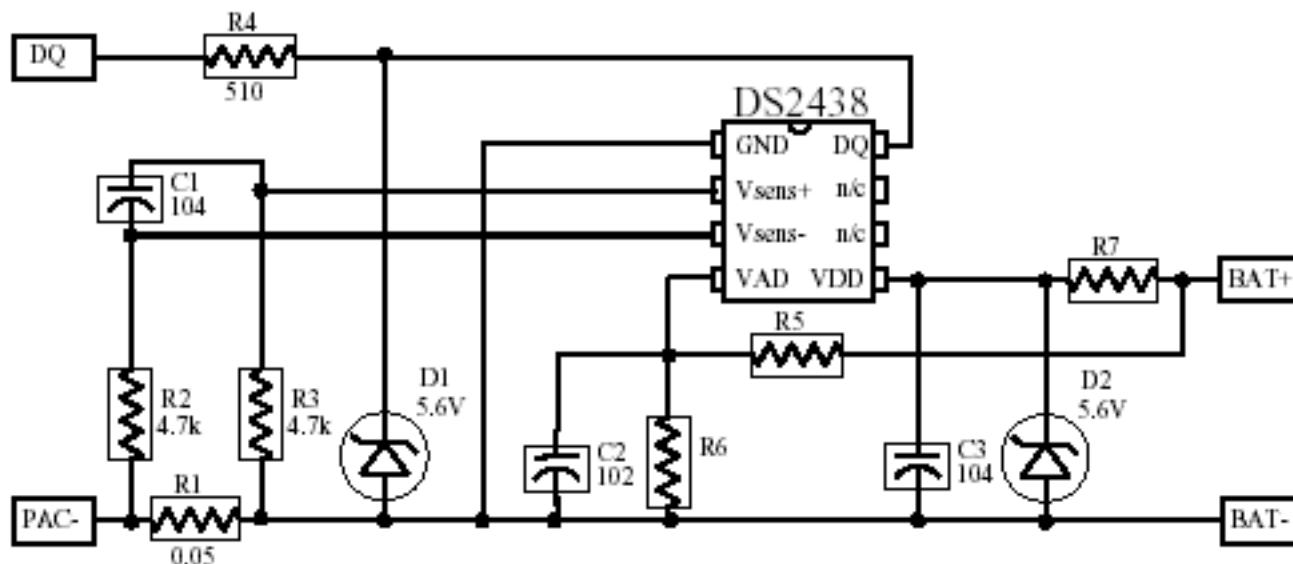 R4
DQ
510
DS2438
GND DQ
C1
104
Vsens+ n/c
Vsens- n/c
R7
VAD VDD
BAT+
R5
R2
4.7k
R3
4.7k
D1
5.6V
D2
5.6V
C2
102
R6
C3
104
R1
PAC-
BAT-
0.05